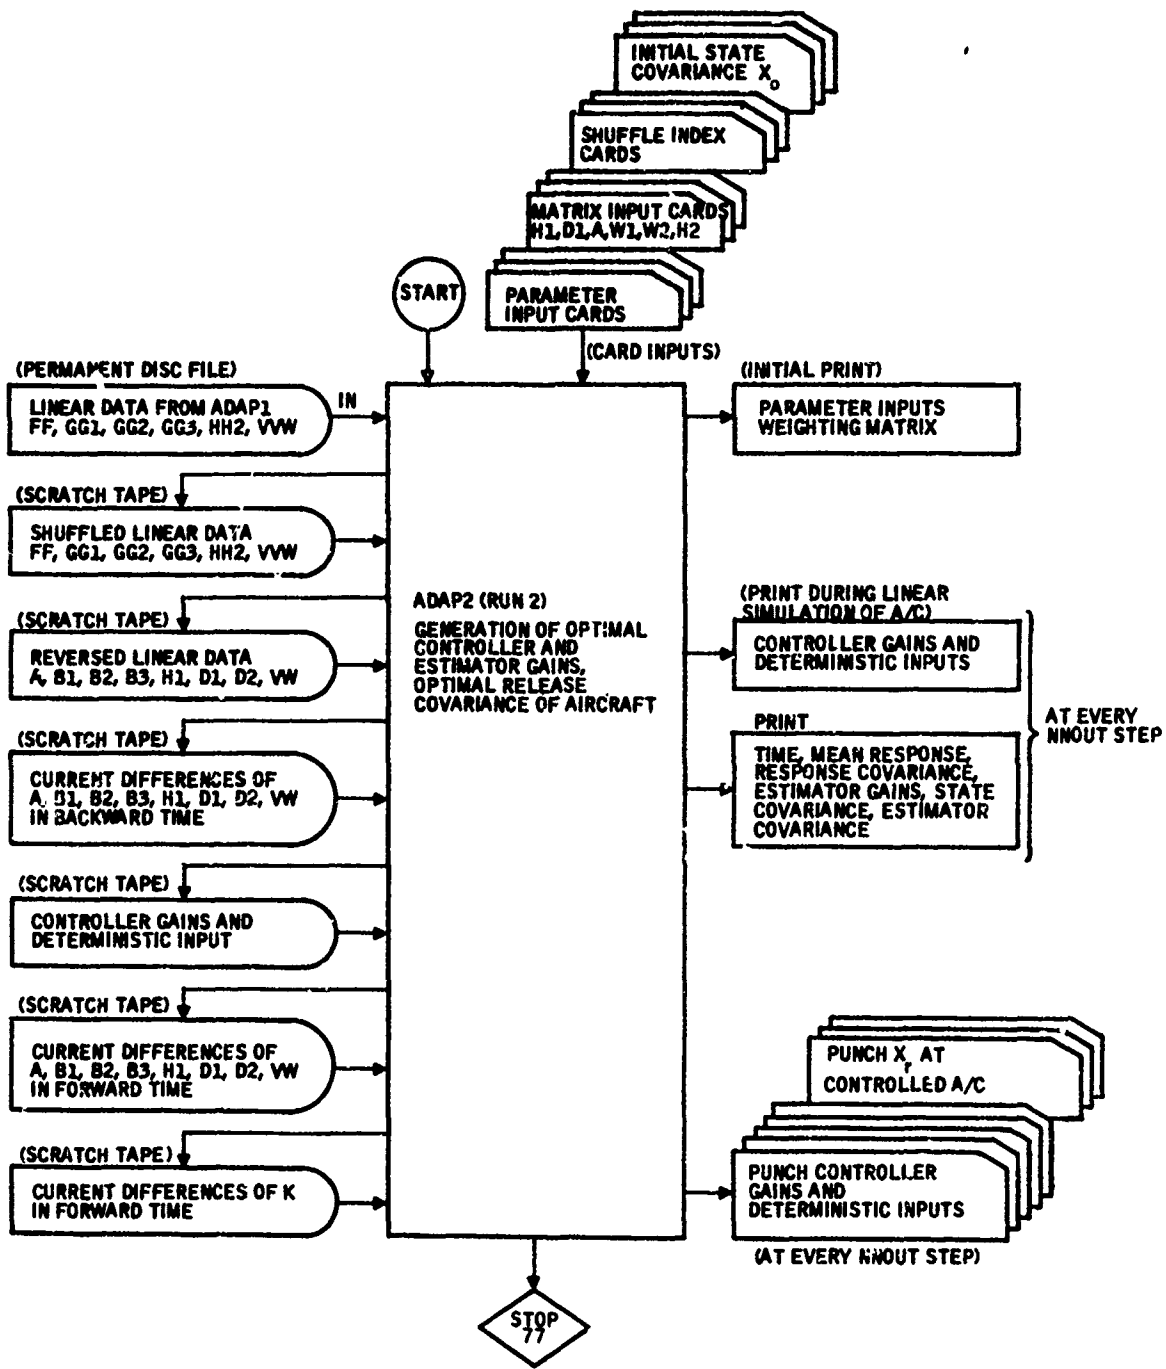 INITIAL STATE
COVARIANCE Xo
SHUFFLE INDEX
CARDS
MATRIX INPUT CARDS
H1,D1,A,W1,W2,H2
PARAMETER
INPUT CARDS
START
(CARD INPUTS)
(PERMANENT DISC FILE)
LINEAR DATA FROM ADAP1
FF, GG1, GG2, GG3, HH2, VVW
IN
(INITIAL PRINT)
PARAMETER INPUTS
WEIGHTING MATRIX
(SCRATCH TAPE)
SHUFFLED LINEAR DATA
FF, GG1, GG2, GG3, HH2, VVW
(SCRATCH TAPE)
REVERSED LINEAR DATA
A, B1, B2, B3, H1, D1, D2, VW
(SCRATCH TAPE)
CURRENT DIFFERENCES OF
A, B1, B2, B3, H1, D1, D2, VW
IN BACKWARD TIME
(SCRATCH TAPE)
CONTROLLER GAINS AND
DETERMINISTIC INPUT
(SCRATCH TAPE)
CURRENT DIFFERENCES OF
A, B1, B2, B3, H1, D1, D2, VW
IN FORWARD TIME
(SCRATCH TAPE)
CURRENT DIFFERENCES OF K
IN FORWARD TIME
ADAP2 (RUN 2)
GENERATION OF OPTIMAL
CONTROLLER AND
ESTIMATOR GAINS,
OPTIMAL RELEASE
COVARIANCE OF AIRCRAFT
(PRINT DURING LINEAR
SIMULATION OF A/C)
CONTROLLER GAINS AND
DETERMINISTIC INPUTS
PRINT
TIME, MEAN RESPONSE,
RESPONSE COVARIANCE,
ESTIMATOR GAINS, STATE
COVARIANCE, ESTIMATOR
COVARIANCE
AT EVERY
NNOUT STEP
PUNCH Xr AT
CONTROLLED A/C
PUNCH CONTROLLER
GAINS AND
DETERMINISTIC INPUTS
(AT EVERY NNOUT STEP)
STOP
77